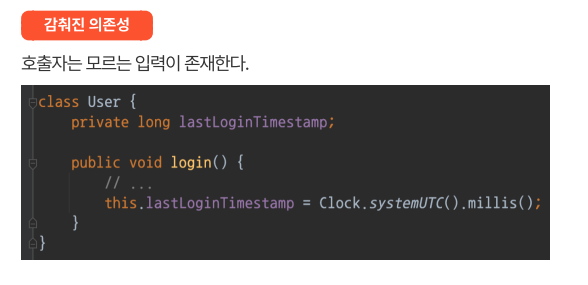 감춰진 의존성
호출자는 모르는 입력이 존재한다.
class User {
    private long lastLoginTimestamp;
    public void login() {
        // ...
        this.lastLoginTimestamp = Clock.systemUTC().millis();
    }
}